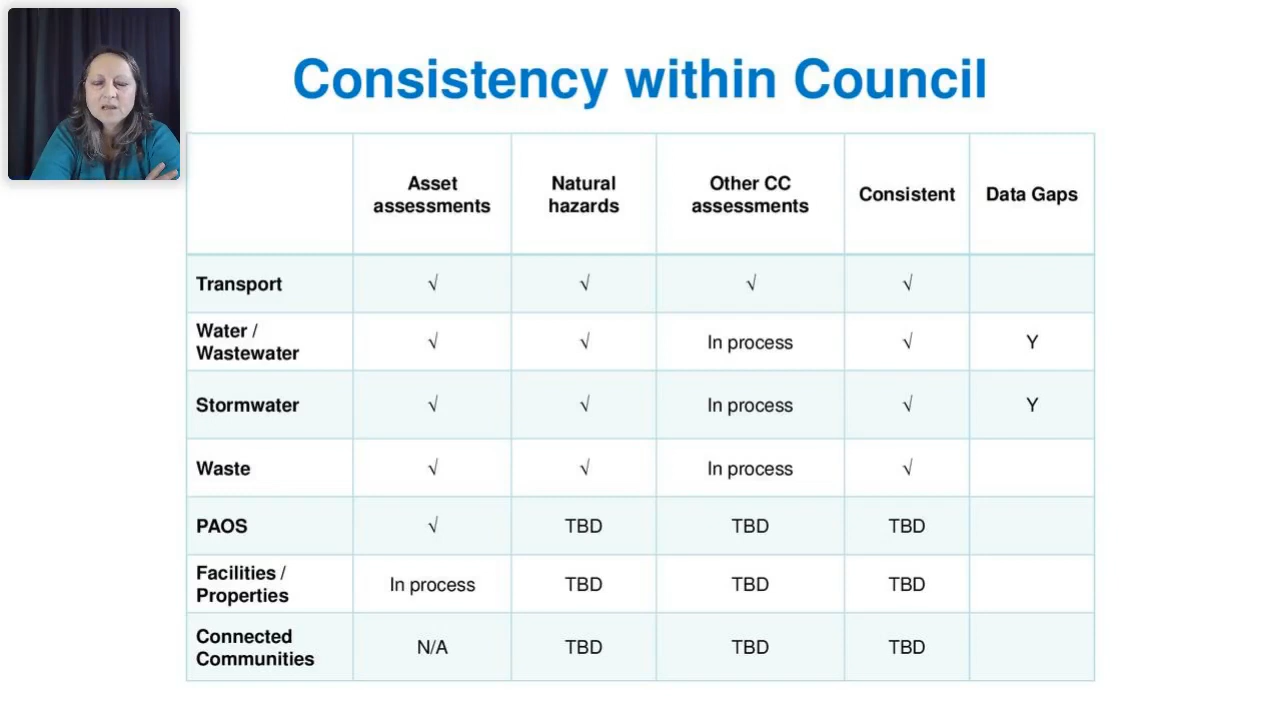 Consistency within Council
Asset
assessments
Natural
hazards
Other CC
assessments
Consistent
Data Gaps
Transport
√
√
√
√
Water /
Wastewater
√
√
In process
√
Y
Stormwater
√
√
In process
√
Y
Waste
√
√
In process
√
PAOS
√
TBD
TBD
TBD
Facilities /
Properties
In process
TBD
TBD
TBD
Connected
Communities
N/A
TBD
TBD
TBD